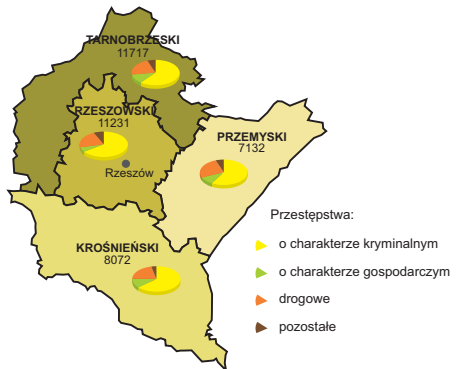 TARNOBRZESKI
11717
RZESZOWSKI
11231
Rzeszów
PRZEMYSKI
7132
KROŚNIEŃSKI
8072
Przestępstwa:
o charakterze kryminalnym
o charakterze gospodarczym
drogowe
pozostałe